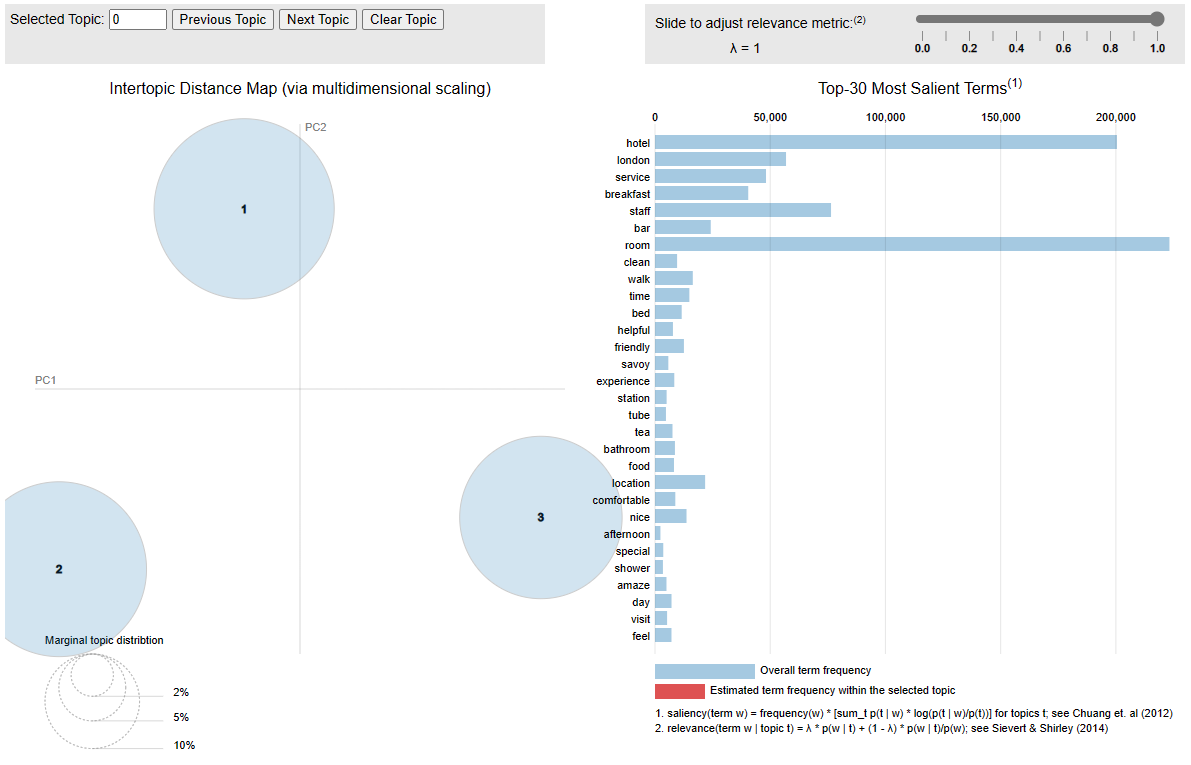 Selected Topic: 0 Previous Topic Next Topic Clear Topic
Slide to adjust relevance metric:(2)
λ = 1
0.0 0.2 0.4 0.6 0.8 1.0
Intertopic Distance Map (via multidimensional scaling)
PC2
PC1
1
2
3
Marginal topic distribtion
2%
5%
10%
Top-30 Most Salient Terms(1)
0 50,000 100,000 150,000 200,000
hotel
london
service
breakfast
staff
bar
room
clean
walk
time
bed
helpful
friendly
savoy
experience
station
tube
tea
bathroom
food
location
comfortable
nice
afternoon
special
shower
amaze
day
visit
feel
Overall term frequency
Estimated term frequency within the selected topic
1. saliency(term w) = frequency(w) * [sum_t p(t | w) * log(p(t | w)/p(t))] for topics t; see Chuang et. al (2012)
2. relevance(term w | topic t) = λ * p(w | t) + (1 - λ) * p(w | t)/p(w); see Sievert & Shirley (2014)